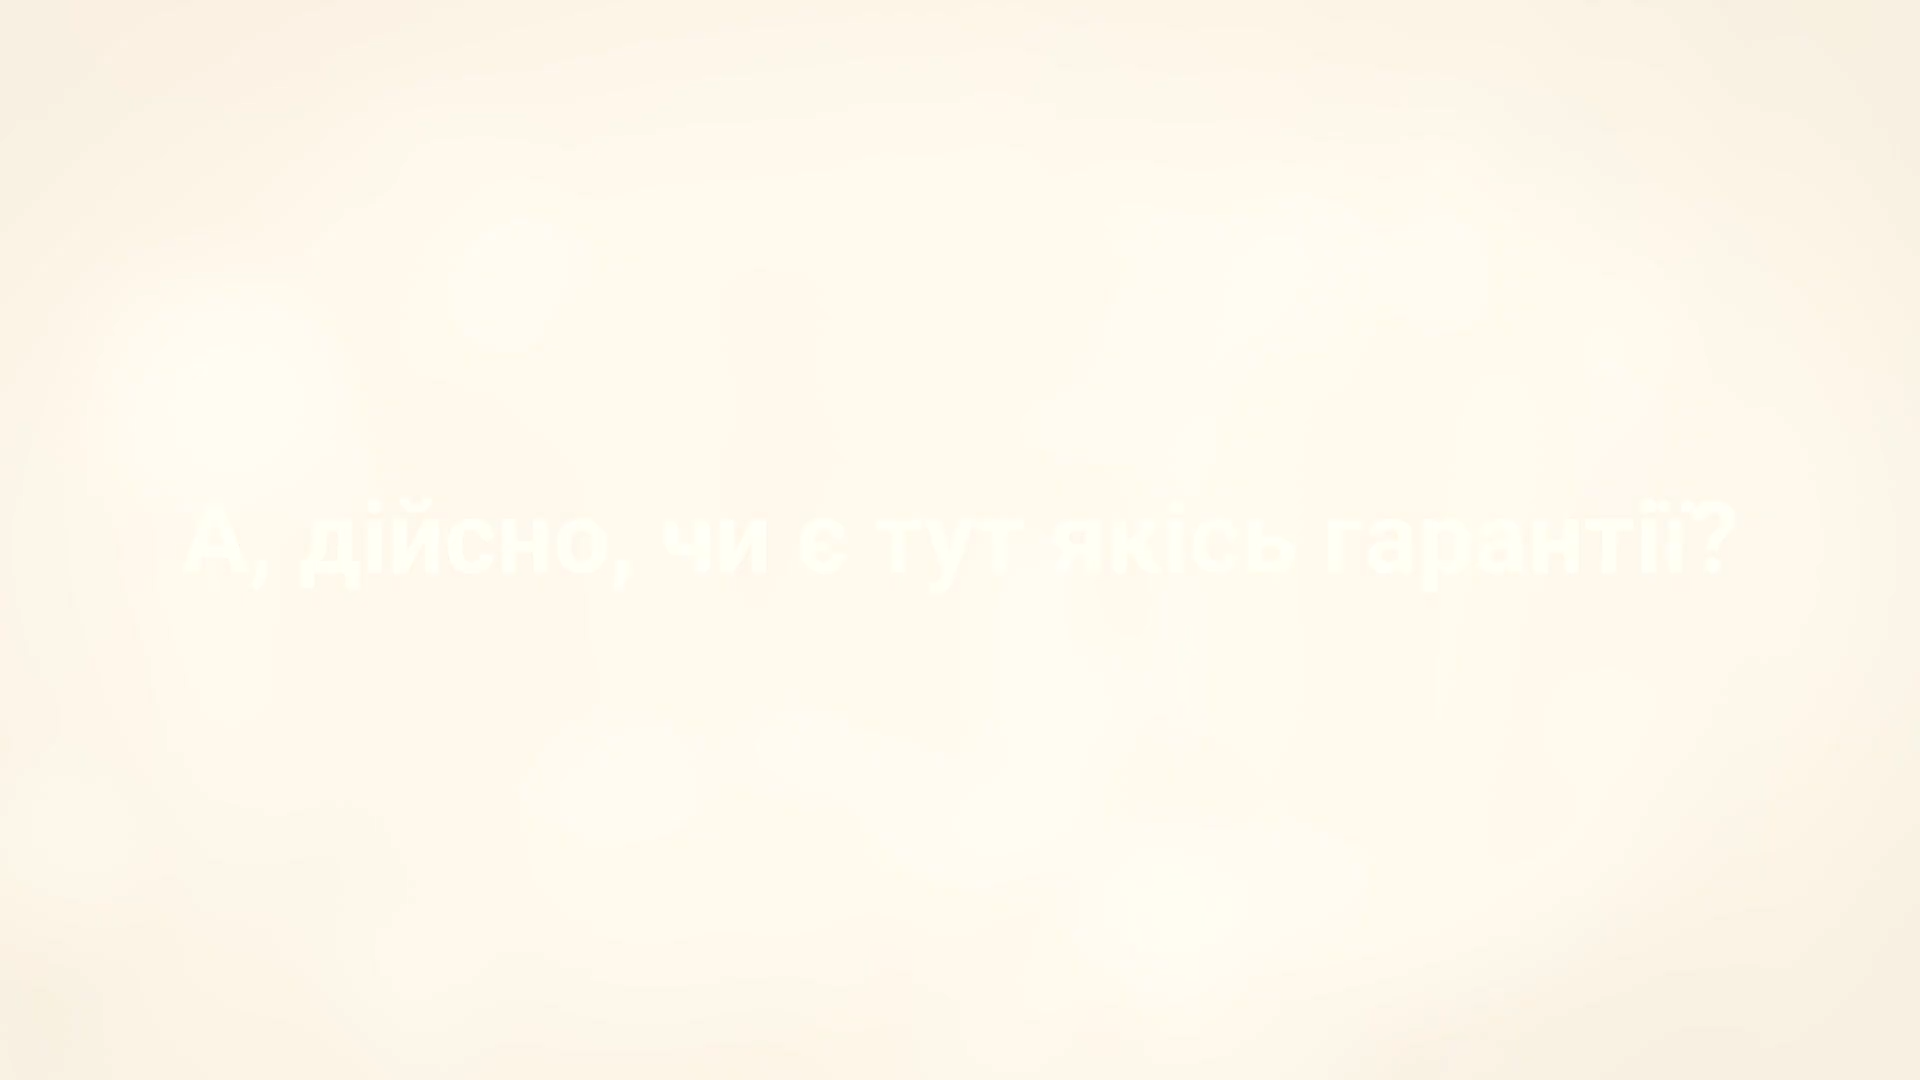 А, дійсно, чи є тут якісь гарантії?